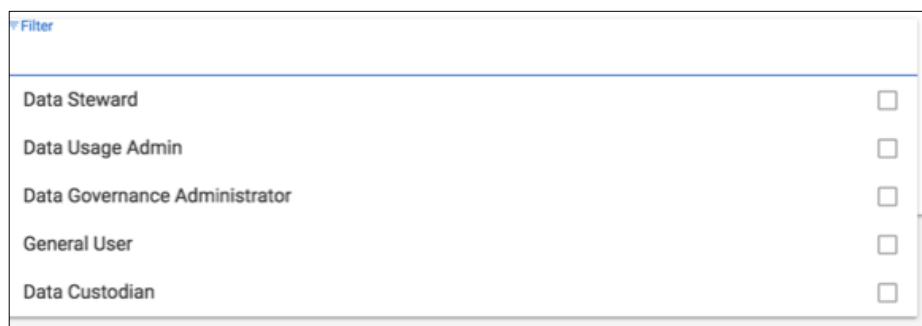 Filter
Data Steward
Data Usage Admin
Data Governance Administrator
General User
Data Custodian